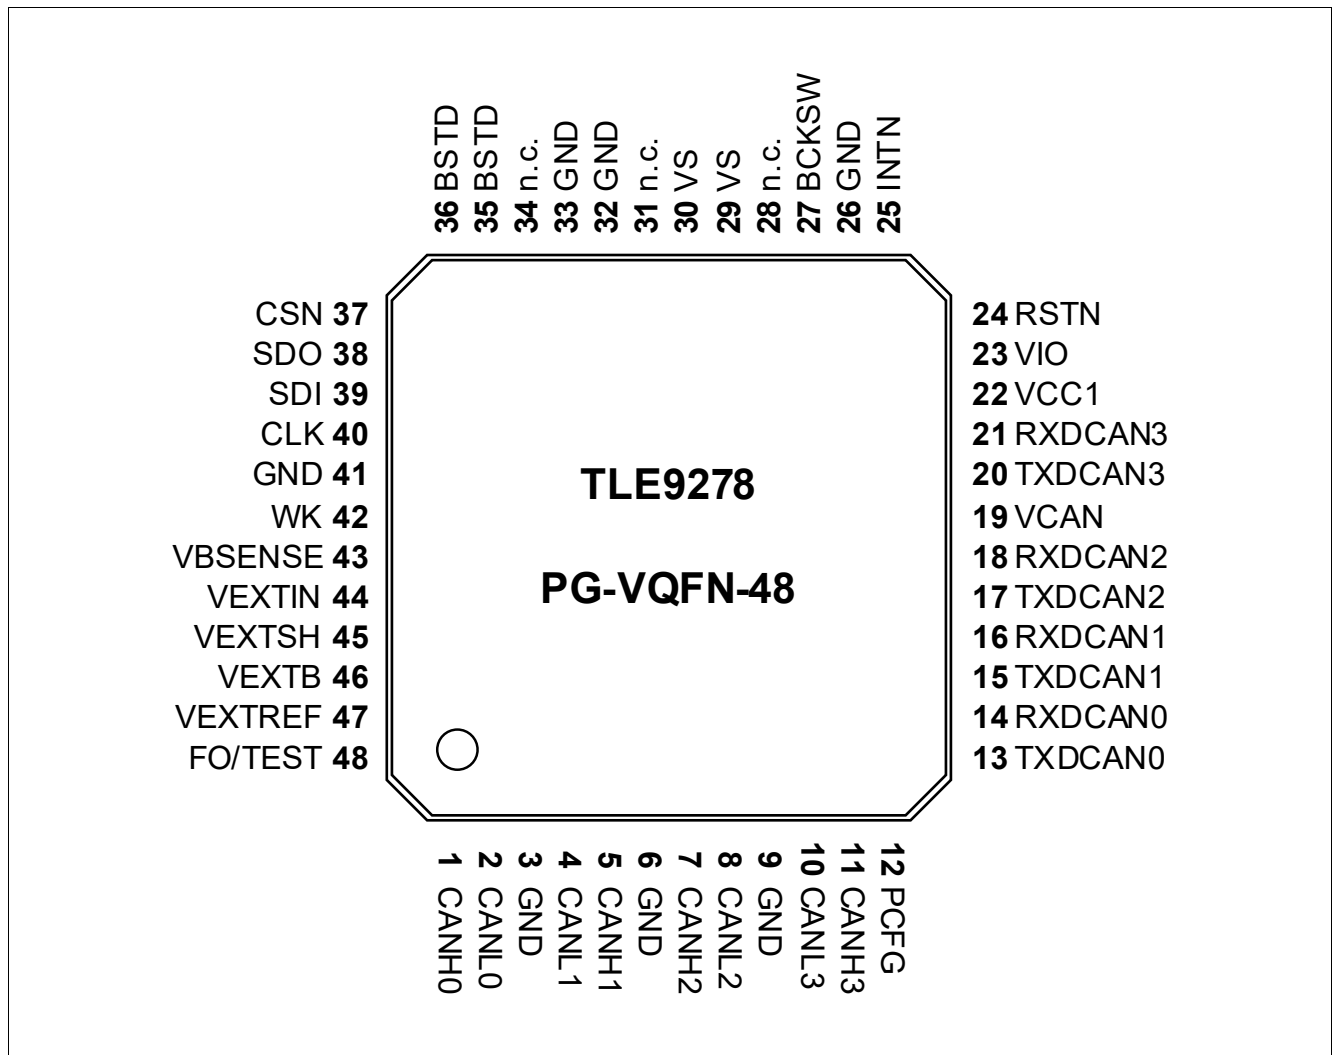 36 BSTD
35 BSTD
34 n.c.
33 GND
32 GND
31 n.c.
30 VS
29 VS
28 n.c.
27 BCKSW
26 GND
25 INTN
CSN 37
SDO 38
SDI 39
CLK 40
GND 41
WK 42
VBSENSE 43
VEXTIN 44
VEXTSH 45
VEXTB 46
VEXTREF 47
FO/TEST 48
TLE9278
PG-VQFN-48
24 RSTN
23 VIO
22 VCC1
21 RXDCAN3
20 TXDCAN3
19 VCAN
18 RXDCAN2
17 TXDCAN2
16 RXDCAN1
15 TXDCAN1
14 RXDCAN0
13 TXDCAN0
1 CANH0
2 CANL0
3 GND
4 CANL1
5 CANH1
6 GND
7 CANH2
8 CANL2
9 GND
10 CANL3
11 CANH3
12 PCFG